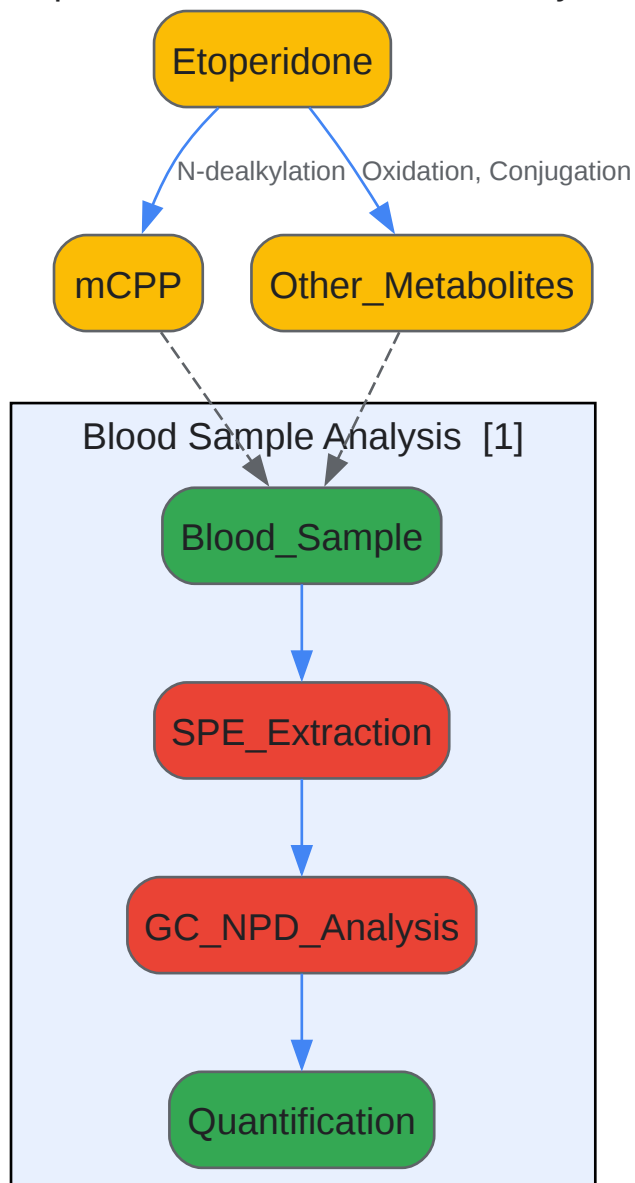 Etoperidone
N-dealkylation Oxidation, Conjugation
mCPP Other_Metabolites
Blood Sample Analysis [1]
Blood_Sample
SPE_Extraction
GC_NPD_Analysis
Quantification